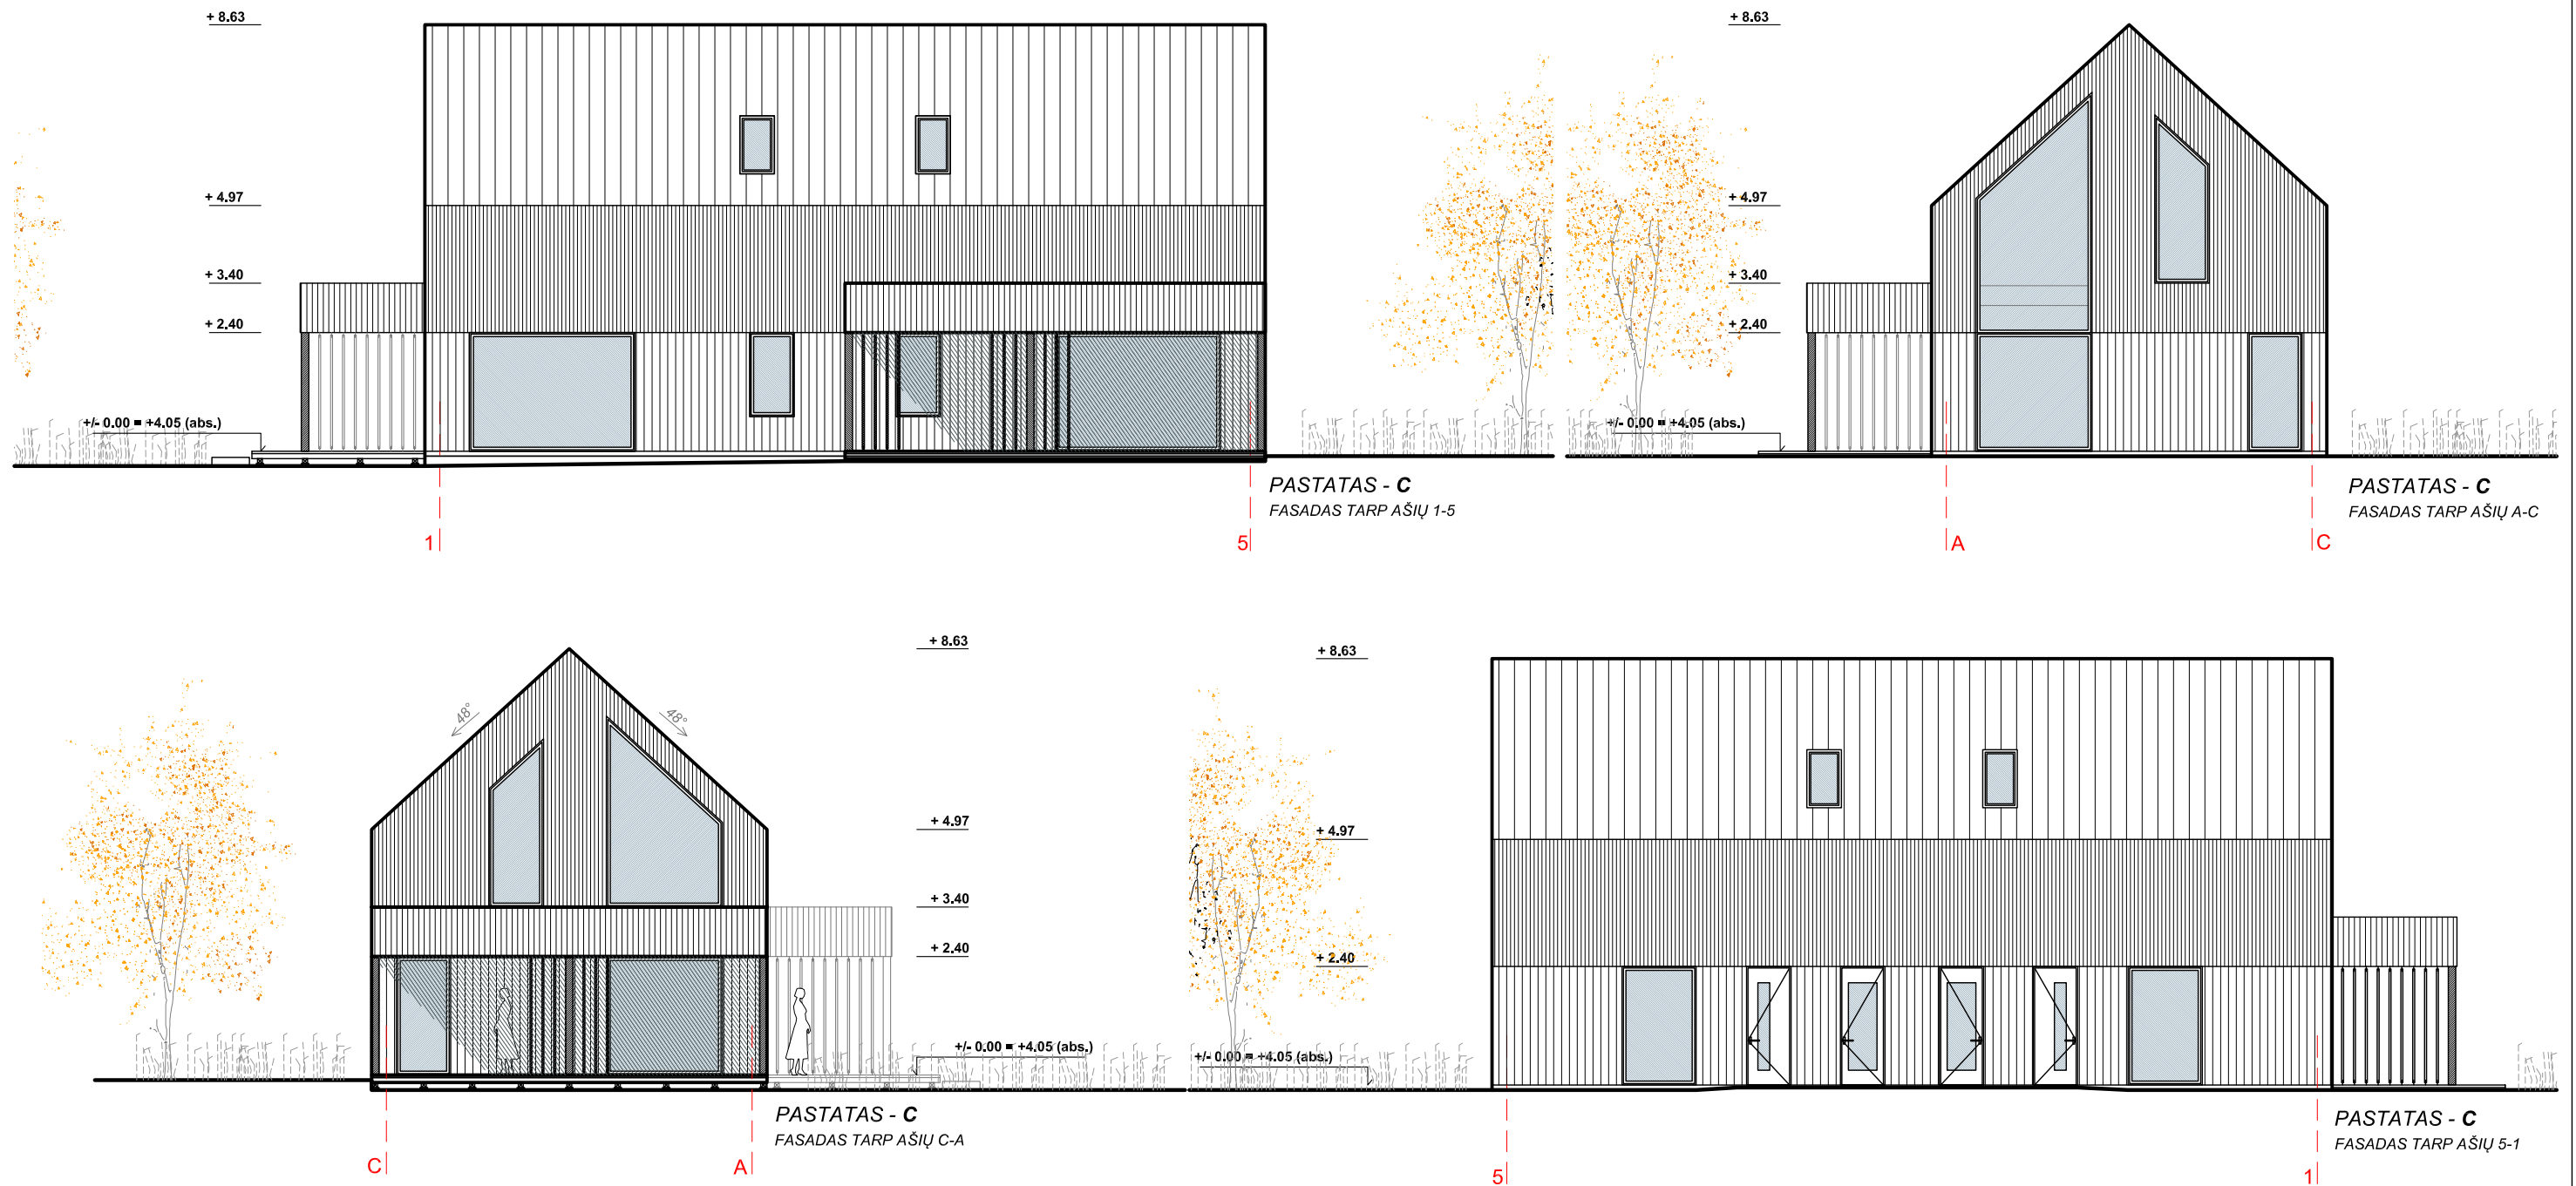 + 8.63
+ 4.97
+ 3.40
+ 2.40
+/- 0.00 = +4.05 (abs.)
PASTATAS - C
FASADAS TARP AŠIŲ 1-5
1
5
+ 8.63
+ 4.97
+ 3.40
+ 2.40
+/- 0.00 = +4.05 (abs.)
PASTATAS - C
FASADAS TARP AŠIŲ A-C
A
C
48°
48°
+ 8.63
+ 4.97
+ 3.40
+ 2.40
+/- 0.00 = +4.05 (abs.)
PASTATAS - C
FASADAS TARP AŠIŲ C-A
C
A
+ 8.63
+ 4.97
+ 2.40
+/- 0.00 = +4.05 (abs.)
PASTATAS - C
FASADAS TARP AŠIŲ 5-1
5
1